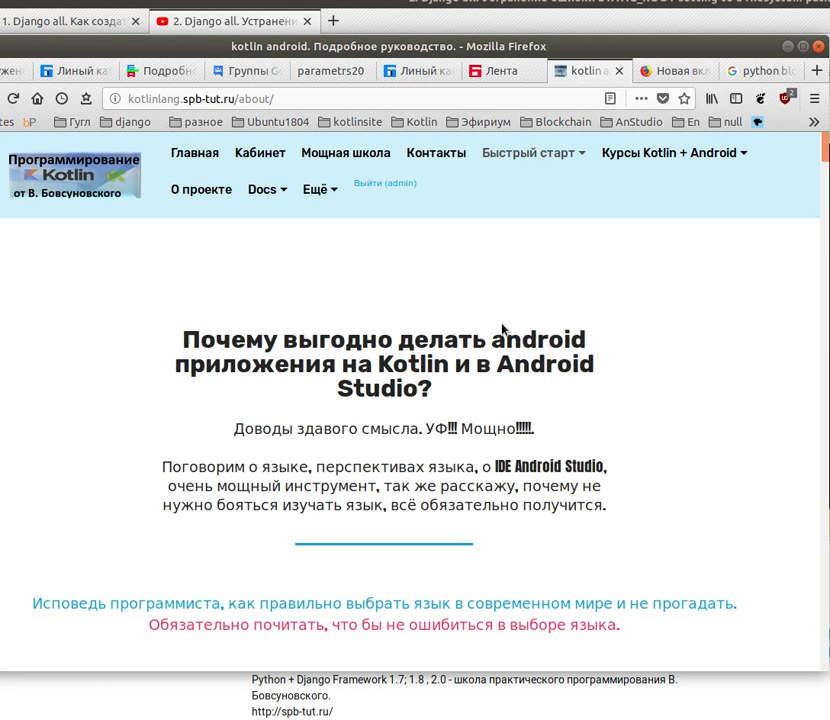 1. Django all. Как создат
2. Django all. Устранени
kotlin android. Подробное руководство. - Mozilla Firefox
Линый ка
Подробно
Группы G
parametrs20
Линый ка
Лента
kotlin a
Новая вкл
python bl
kotlinlang.spb-tut.ru/about/
2
tes
bP
Гугл
django
разное
Ubuntu1804
kotlinsite
Kotlin
Эфириум
Blockchain
AnStudio
En
null
Программирование
Kotlin
от В. Бовсуновского
Главная Кабинет Мощная школа Контакты Быстрый старт Курсы Kotlin + Android
О проекте Docs Ещё Выйти (admin)
Почему выгодно делать android
приложения на Kotlin и в Android
Studio?
Доводы здавого смысла. УФ!!! Мощно!!!!!.
Поговорим о языке, перспективах языка, о IDE Android Studio,
очень мощный инструмент, так же расскажу, почему не
нужно бояться изучать язык, всё обязательно получится.
Исповедь программиста, как правильно выбрать язык в современном мире и не прогадать.
Обязательно почитать, что бы не ошибиться в выборе языка.
Python + Django Framework 1.7; 1.8 , 2.0 - школа практического программирования В.
Бовсуновского.
http://spb-tut.ru/